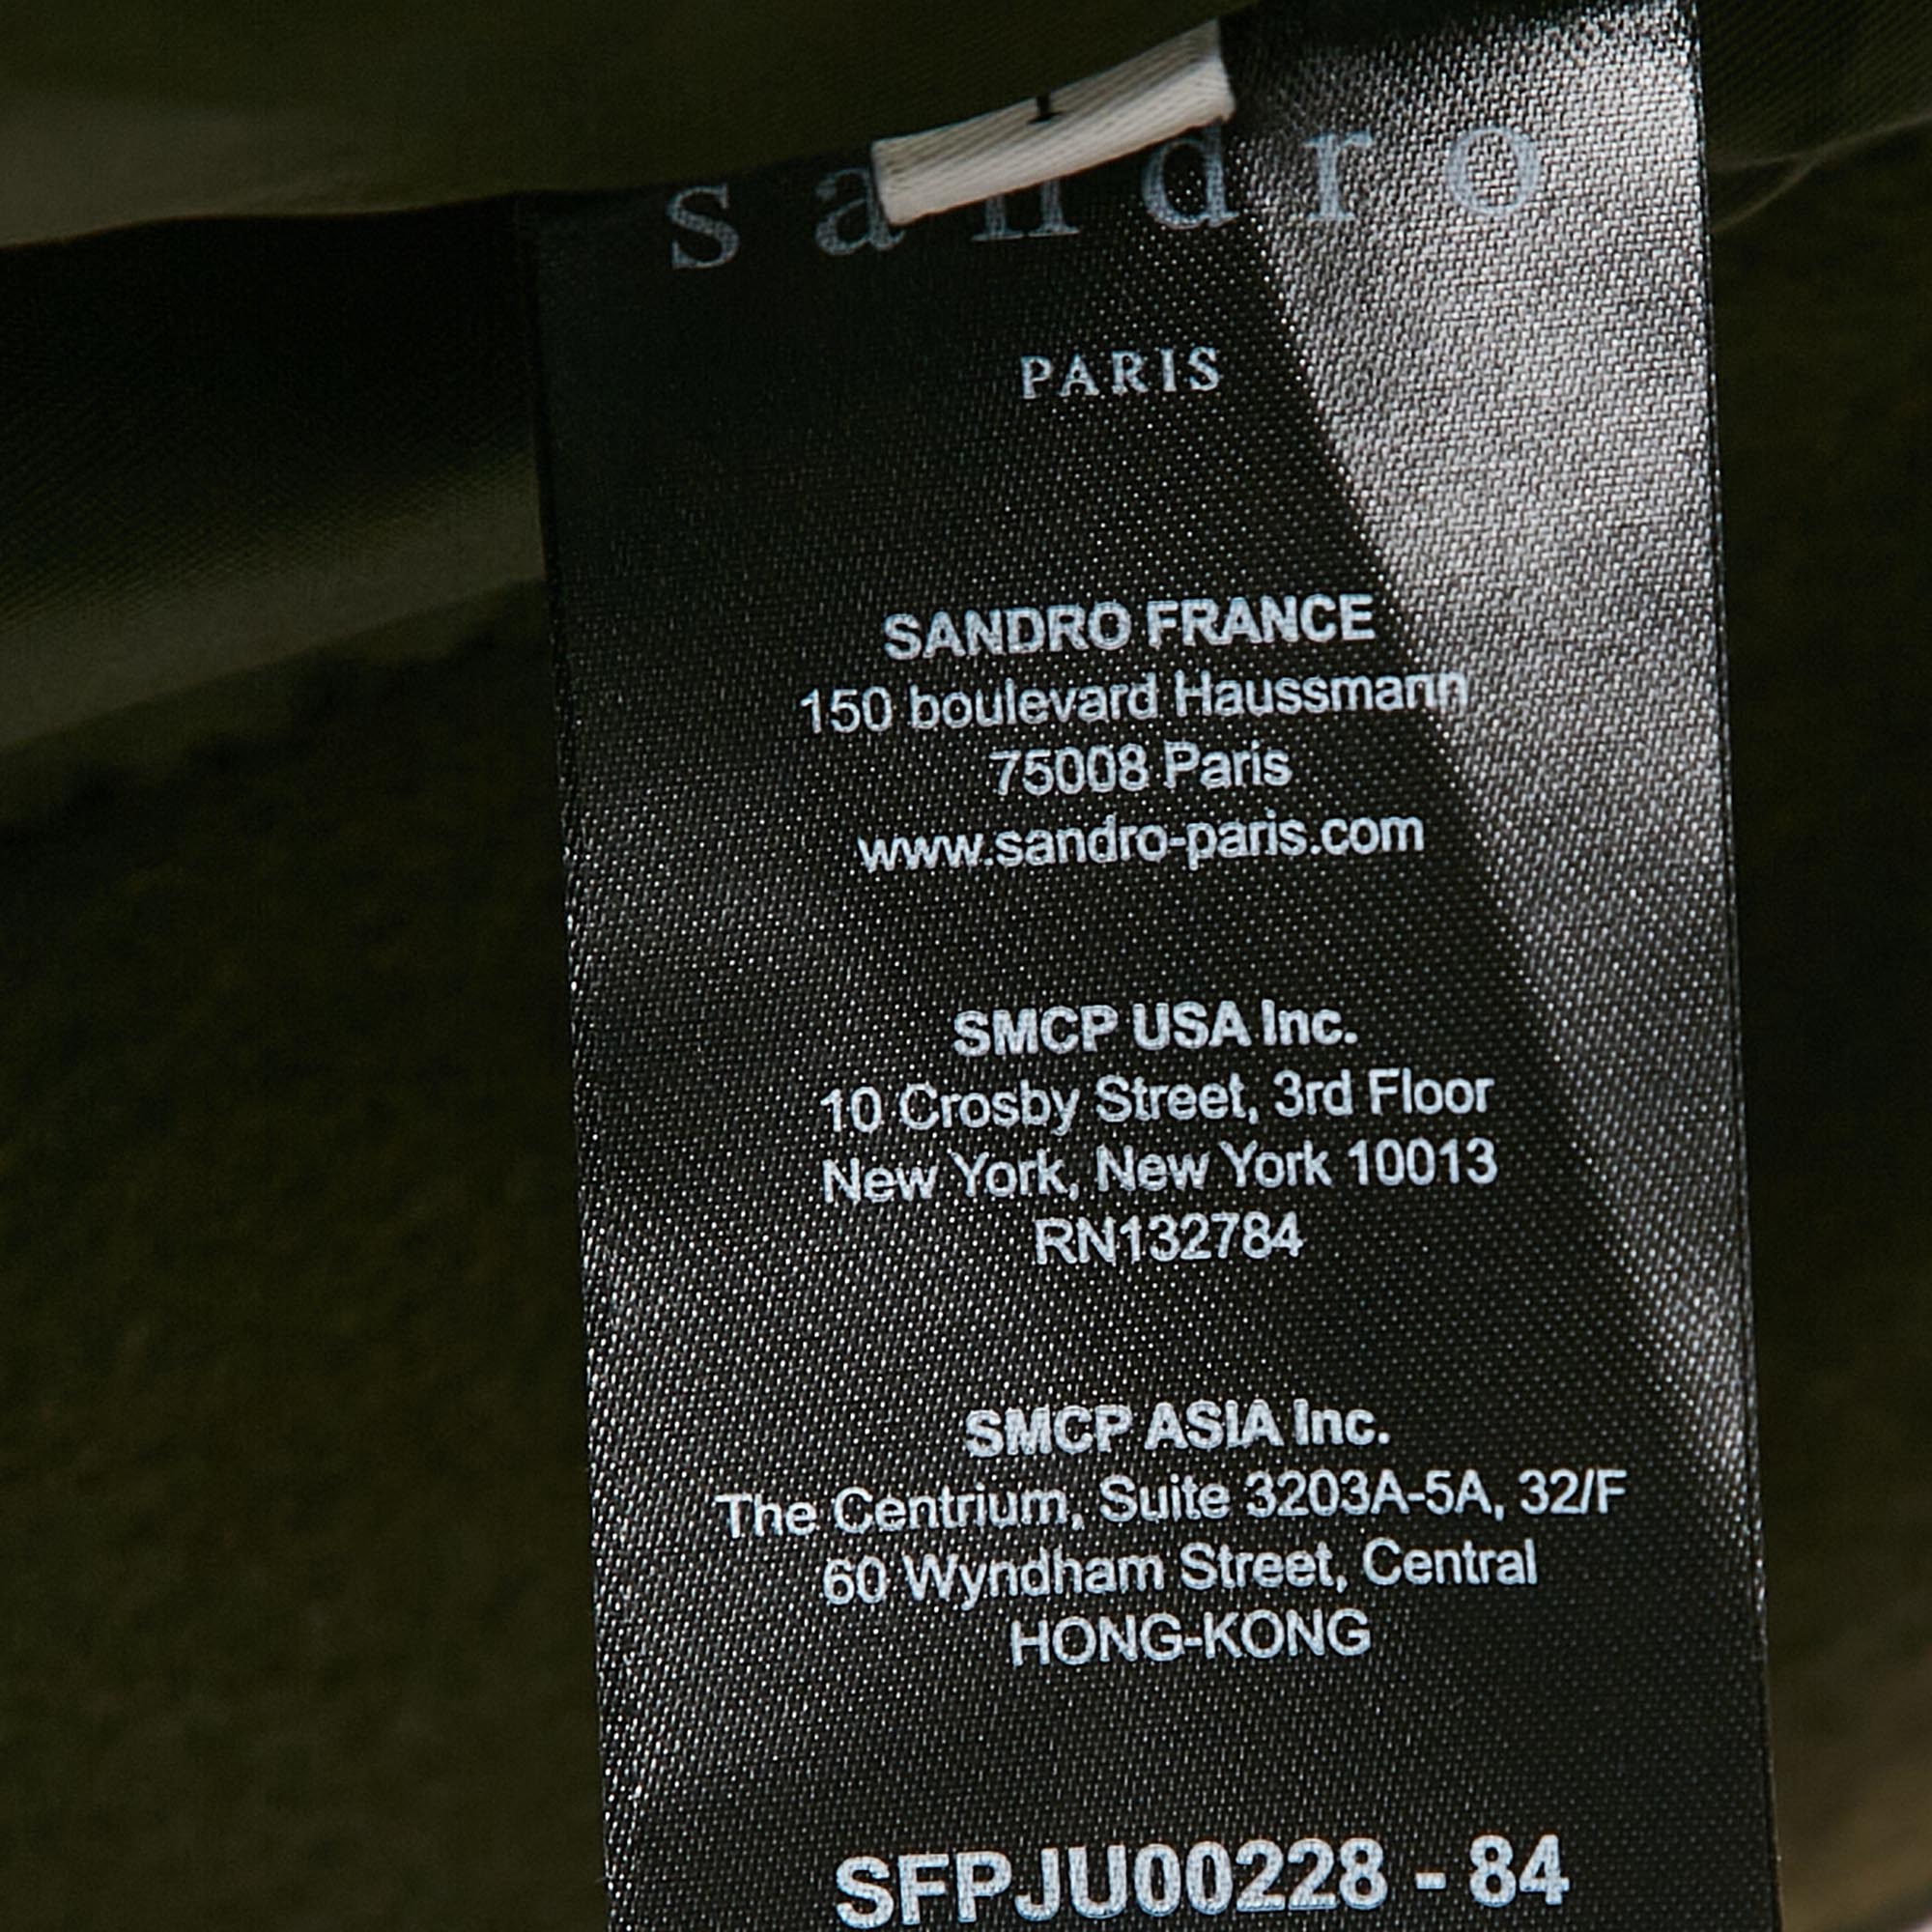 sandro
PARIS
SANDRO FRANCE
150 boulevard Haussmann
75008 Paris
www.sandro-paris.com
SMCP USA Inc.
10 Crosby Street, 3rd Floor
New York, New York 10013
RN132784
SMCP ASIA Inc.
The Centrium, Suite 3203A-5A, 32/F
60 Wyndham Street, Central
HONG-KONG
SFPJU00228 - 84